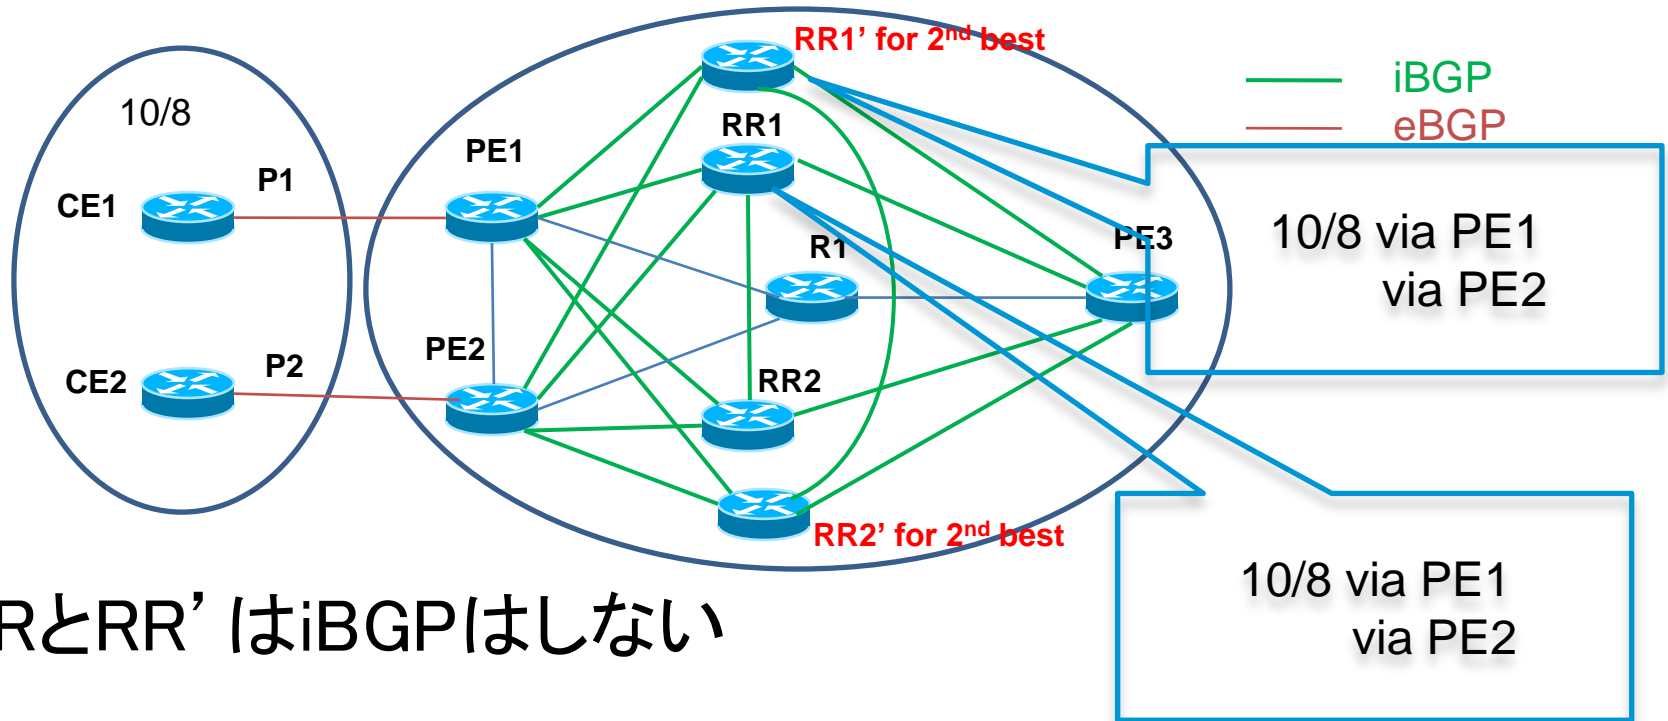 RR1’ for 2nd best
iBGP
eBGP
10/8
RR1
PE1
P1
CE1
R1
PE3
10/8 via PE1
via PE2
PE2
P2
CE2
RR2
RR2’ for 2nd best
10/8 via PE1
via PE2
RとRR’はiBGPはしない